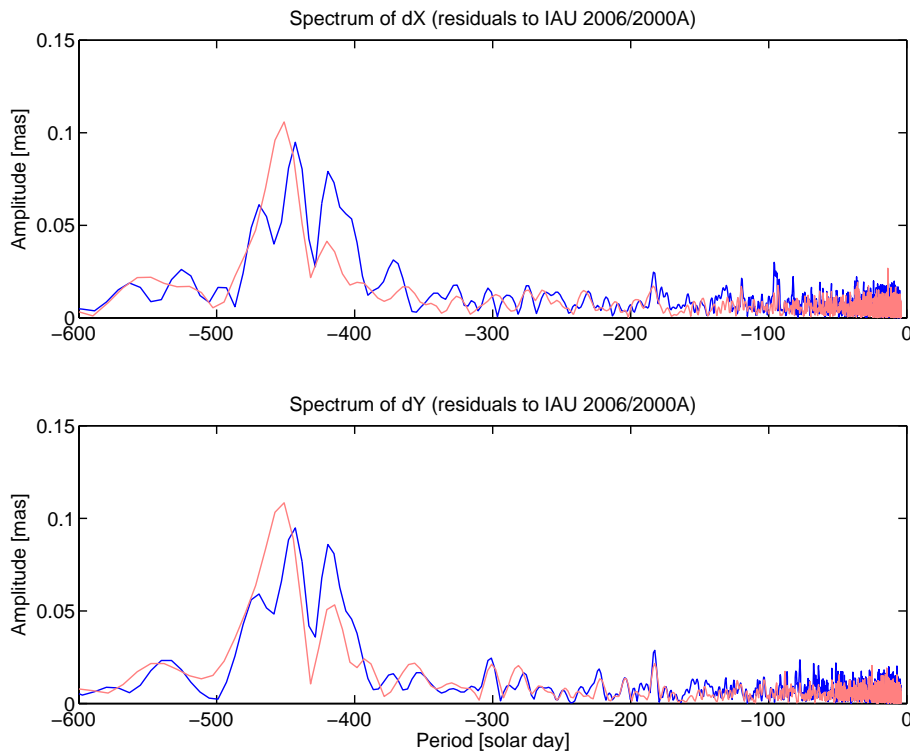 Spectrum of dX (residuals to IAU 2006/2000A)
0.15
0.1
0.05
0
Amplitude [mas]
−600 −500 −400 −300 −200 −100 0
Spectrum of dY (residuals to IAU 2006/2000A)
0.15
0.1
0.05
0
Amplitude [mas]
−600 −500 −400 −300 −200 −100 0
Period [solar day]